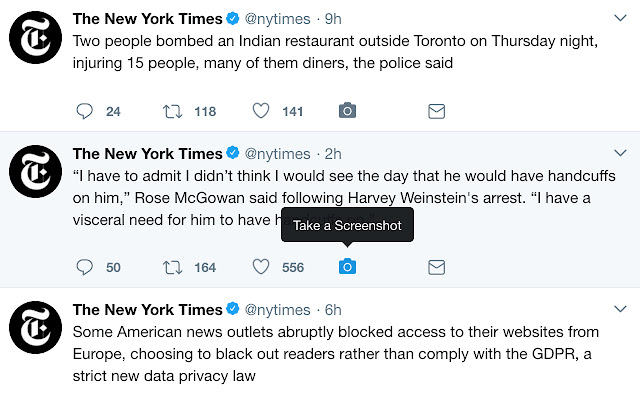 The New York Times @nytimes · 9h
Two people bombed an Indian restaurant outside Toronto on Thursday night,
injuring 15 people, many of them diners, the police said
24 118 141
The New York Times @nytimes · 2h
“I have to admit I didn’t think I would see the day that he would have handcuffs
on him,” Rose McGowan said following Harvey Weinstein's arrest. “I have a
visceral need for him to have
Take a Screenshot
50 164 556
The New York Times @nytimes · 6h
Some American news outlets abruptly blocked access to their websites from
Europe, choosing to black out readers rather than comply with the GDPR, a
strict new data privacy law